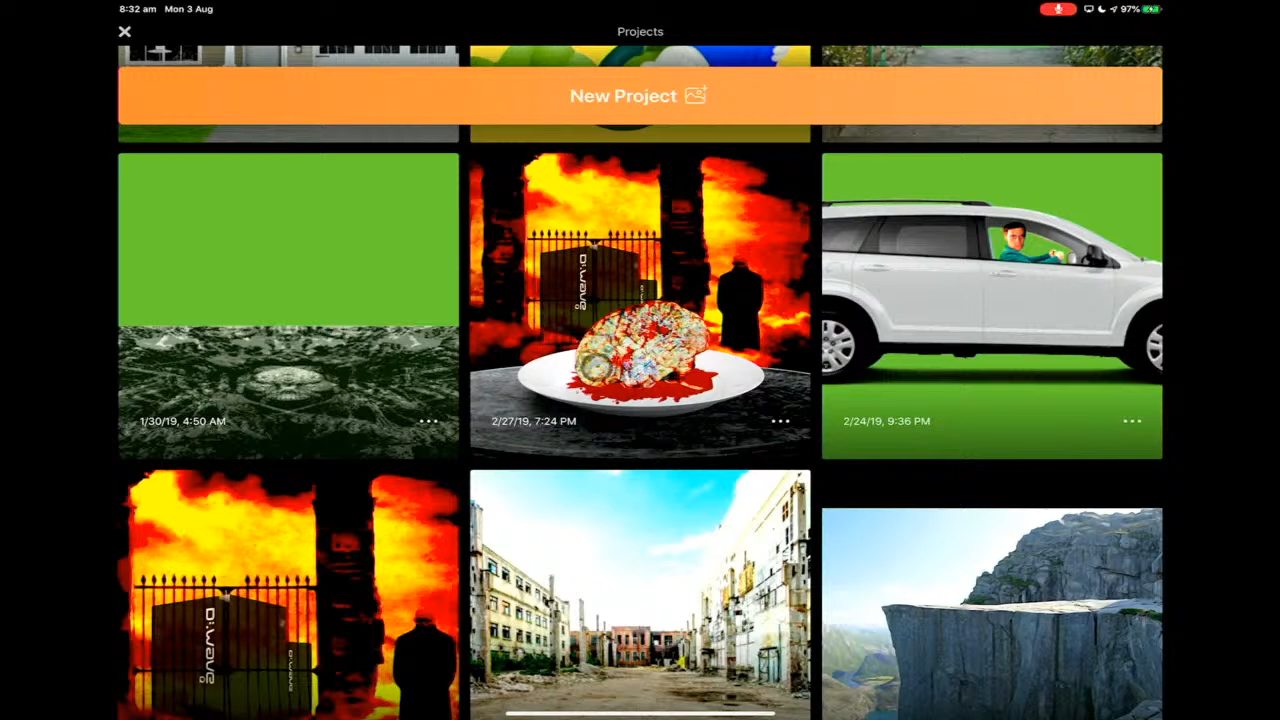 8:32 am Mon 3 Aug
97%
Projects
New Project
1/30/19, 4:50 AM
2/27/19, 7:24 PM
2/24/19, 9:36 PM
D:wave
D:wave